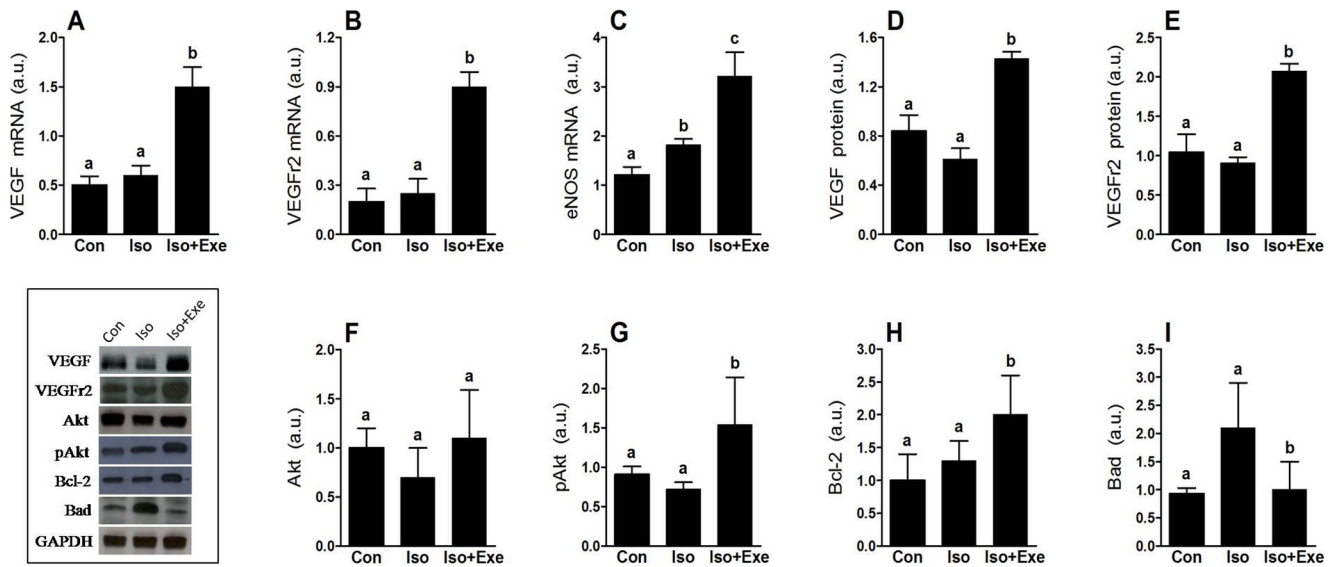 A
VEGF mRNA (a.u.)
2.0
1.5
1.0
0.5
0.0
a
a
b
Con Iso Iso+Exe
B
VEGFr2 mRNA (a.u.)
1.2
0.9
0.6
0.3
0.0
a
a
b
Con Iso Iso+Exe
C
eNOS mRNA (a.u.)
4
3
2
1
0
a
b
c
Con Iso Iso+Exe
D
VEGF protein (a.u.)
1.6
1.2
0.8
0.4
0.0
a
a
b
Con Iso Iso+Exe
E
VEGFr2 protein (a.u.)
2.5
2.0
1.5
1.0
0.5
0.0
a
a
b
Con Iso Iso+Exe
Con Iso Iso+Exe
VEGF
VEGFr2
Akt
pAkt
Bcl-2
Bad
GAPDH
F
Akt (a.u.)
2.0
1.5
1.0
0.5
0.0
a
a
a
Con Iso Iso+Exe
G
pAkt (a.u.)
2.5
2.0
1.5
1.0
0.5
0.0
a
a
b
Con Iso Iso+Exe
H
Bcl-2 (a.u.)
3.0
2.5
2.0
1.5
1.0
0.5
0.0
a
a
b
Con Iso Iso+Exe
I
Bad (a.u.)
3.5
3.0
2.5
2.0
1.5
1.0
0.5
0.0
a
a
b
Con Iso Iso+Exe